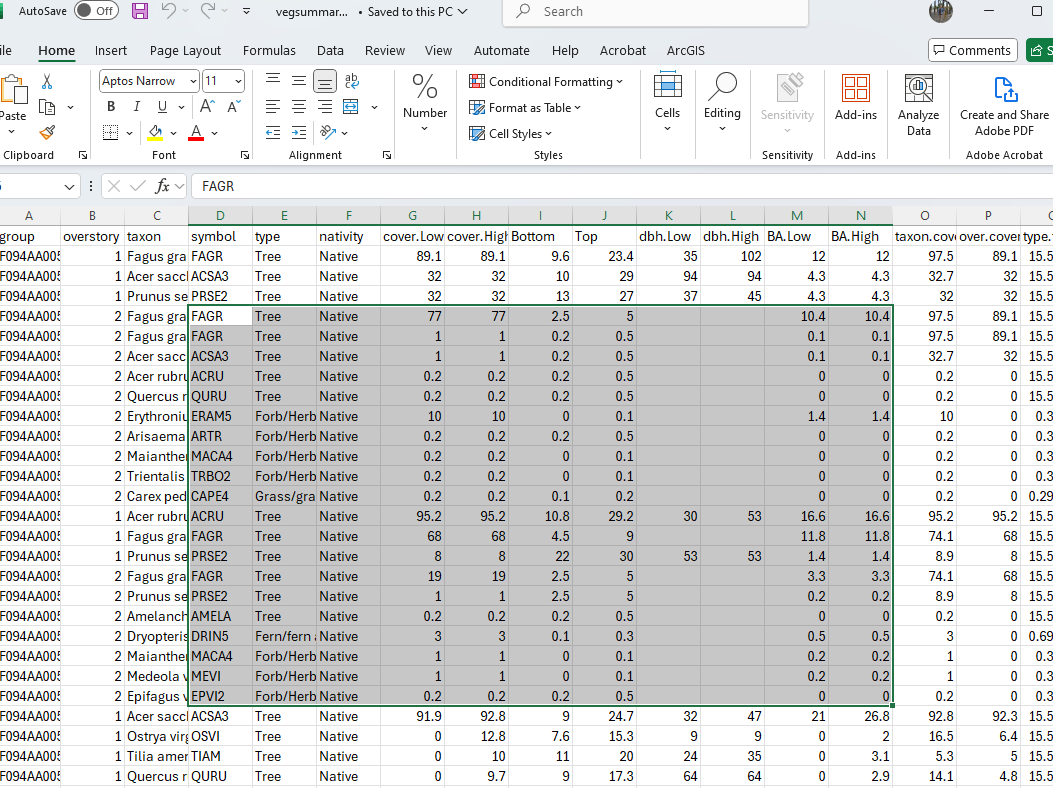 AutoSave Off vegsummar... • Saved to this PC Search
ile Home Insert Page Layout Formulas Data Review View Automate Help Acrobat ArcGIS Comments S
Paste Aptos Narrow 11 B I U A A A ab Number Conditional Formatting Format as Table Cell Styles Cells Editing Sensitivity Add-ins Analyze Data Create and Share Adobe PDF
Clipboard Font Alignment Styles Sensitivity Add-ins Adobe Acrobat
fx FAGR
A B C D E F G H I J K L M N O P
group overstory taxon symbol type nativity cover.Low cover.High Bottom Top dbh.Low dbh.High BA.Low BA.High taxon.cov over.cover type.
F094AA005 1 Fagus gra FAGR Tree Native 89.1 89.1 9.6 23.4 35 102 12 12 97.5 89.1 15.5
F094AA005 1 Acer sacc ACSA3 Tree Native 32 32 10 29 94 94 4.3 4.3 32.7 32 15.5
F094AA005 1 Prunus se PRSE2 Tree Native 32 32 13 27 37 45 4.3 4.3 32 32 15.5
F094AA005 2 Fagus gra FAGR Tree Native 77 77 2.5 5 10.4 10.4 97.5 89.1 15.5
F094AA005 2 Fagus gra FAGR Tree Native 1 1 0.2 0.5 0.1 0.1 97.5 89.1 15.5
F094AA005 2 Acer sacc ACSA3 Tree Native 1 1 0.2 0.5 0.1 0.1 32.7 32 15.5
F094AA005 2 Acer rubru ACRU Tree Native 0.2 0.2 0.2 0.5 0 0 0.2 0 15.5
F094AA005 2 Quercus r QURU Tree Native 0.2 0.2 0.2 0.5 0 0 0.2 0 15.5
F094AA005 2 Erythroniu ERAM5 Forb/Herb Native 10 10 0 0.1 1.4 1.4 10 0 0.3
F094AA005 2 Arisaema ARTR Forb/Herb Native 0.2 0.2 0.2 0.5 0 0 0.2 0 0.3
F094AA005 2 Maianthe MACA4 Forb/Herb Native 0.2 0.2 0 0.1 0 0 0.2 0 0.3
F094AA005 2 Trientalis TRBO2 Forb/Herb Native 0.2 0.2 0 0.1 0 0 0.2 0 0.3
F094AA005 2 Carex ped CAPE4 Grass/gra Native 0.2 0.2 0.1 0.2 0 0 0.2 0 0.29
F094AA005 1 Acer rubru ACRU Tree Native 95.2 95.2 10.8 29.2 30 53 16.6 16.6 95.2 95.2 15.5
F094AA005 1 Fagus gra FAGR Tree Native 68 68 4.5 9 11.8 11.8 74.1 68 15.5
F094AA005 1 Prunus se PRSE2 Tree Native 8 8 22 30 53 53 1.4 1.4 8.9 8 15.5
F094AA005 2 Fagus gra FAGR Tree Native 19 19 2.5 5 3.3 3.3 74.1 68 15.5
F094AA005 2 Prunus se PRSE2 Tree Native 1 1 2.5 5 0.2 0.2 8.9 8 15.5
F094AA005 2 Amelanch AMELA Tree Native 0.2 0.2 0.2 0.5 0 0 0.2 0 15.5
F094AA005 2 Dryopteris DRIN5 Fern/fern Native 3 3 0.1 0.3 0.5 0.5 3 0 0.69
F094AA005 2 Maianthe MACA4 Forb/Herb Native 1 1 0 0.1 0.2 0.2 1 0 0.3
F094AA005 2 Medeola v MEVI Forb/Herb Native 1 1 0 0.1 0.2 0.2 1 0 0.3
F094AA005 2 Epifagus v EPVI2 Forb/Herb Native 0.2 0.2 0.2 0.5 0 0 0.2 0 0.3
F094AA005 1 Acer sacc ACSA3 Tree Native 91.9 92.8 9 24.7 32 47 21 26.8 92.8 92.3 15.5
F094AA005 1 Ostrya virg OSVI Tree Native 0 12.8 7.6 15.3 9 9 0 2 16.5 6.4 15.5
F094AA005 1 Tilia amer TIAM Tree Native 0 10 11 20 24 35 0 3.1 5.3 5 15.5
F094AA005 1 Quercus r QURU Tree Native 0 9.7 9 17.3 64 64 0 2.9 14.1 4.8 15.5